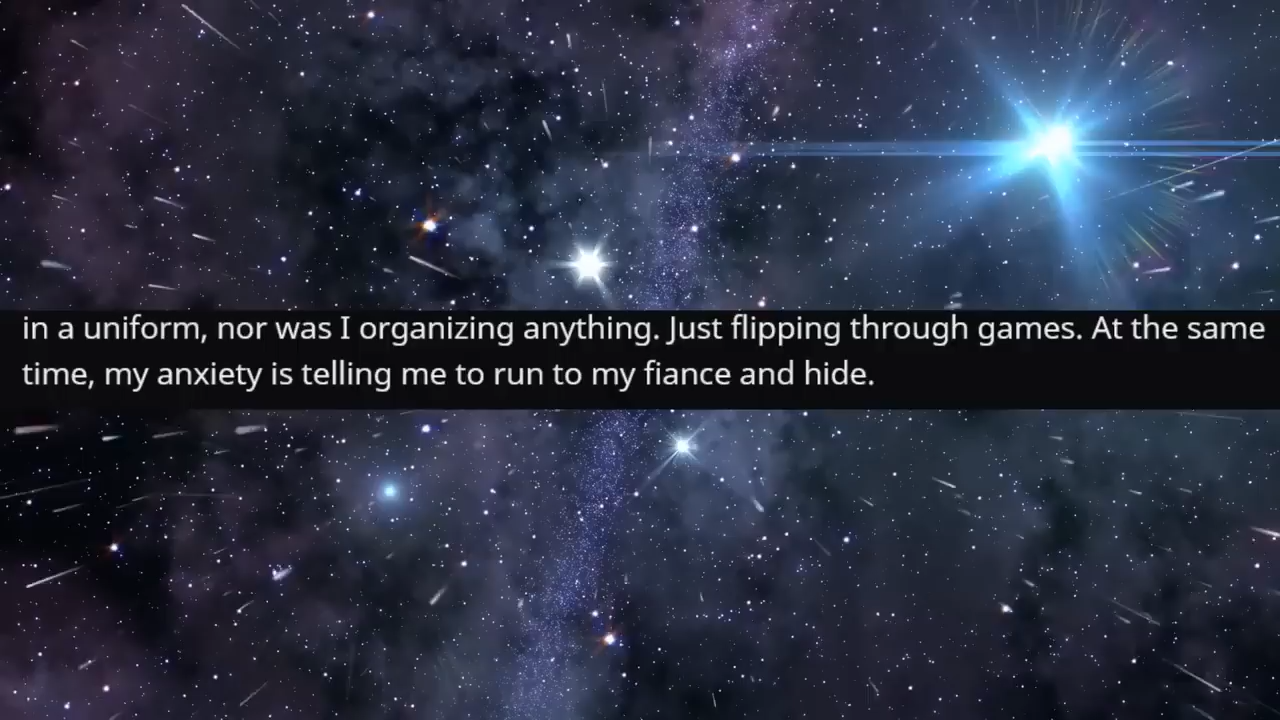 in a uniform, nor was I organizing anything. Just flipping through games. At the same
time, my anxiety is telling me to run to my fiance and hide.